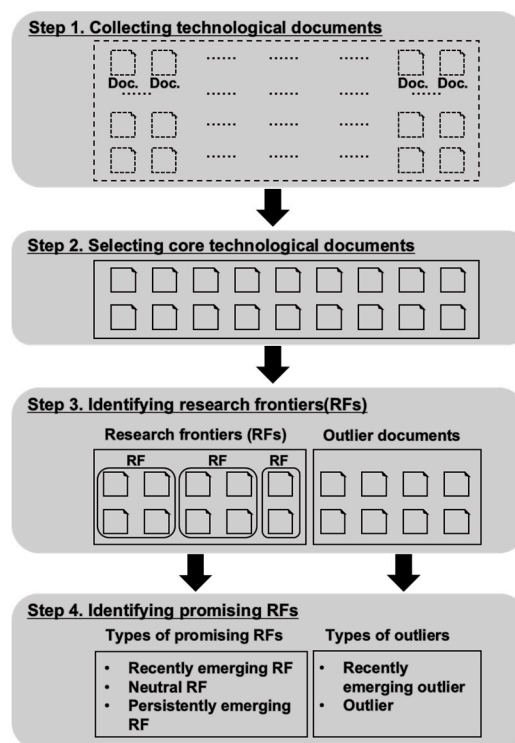 Step 1. Collecting technological documents
...... ...... ......
Doc. Doc. Doc. Doc.
...... ...... ...... ...... ......
...... ...... ......
...... ...... ......
Step 2. Selecting core technological documents
Step 3. Identifying research frontiers(RFs)
Research frontiers (RFs) Outlier documents
RF RF RF
Step 4. Identifying promising RFs
Types of promising RFs Types of outliers
• Recently emerging RF
• Neutral RF
• Persistently emerging
RF
• Recently
emerging outlier
• Outlier